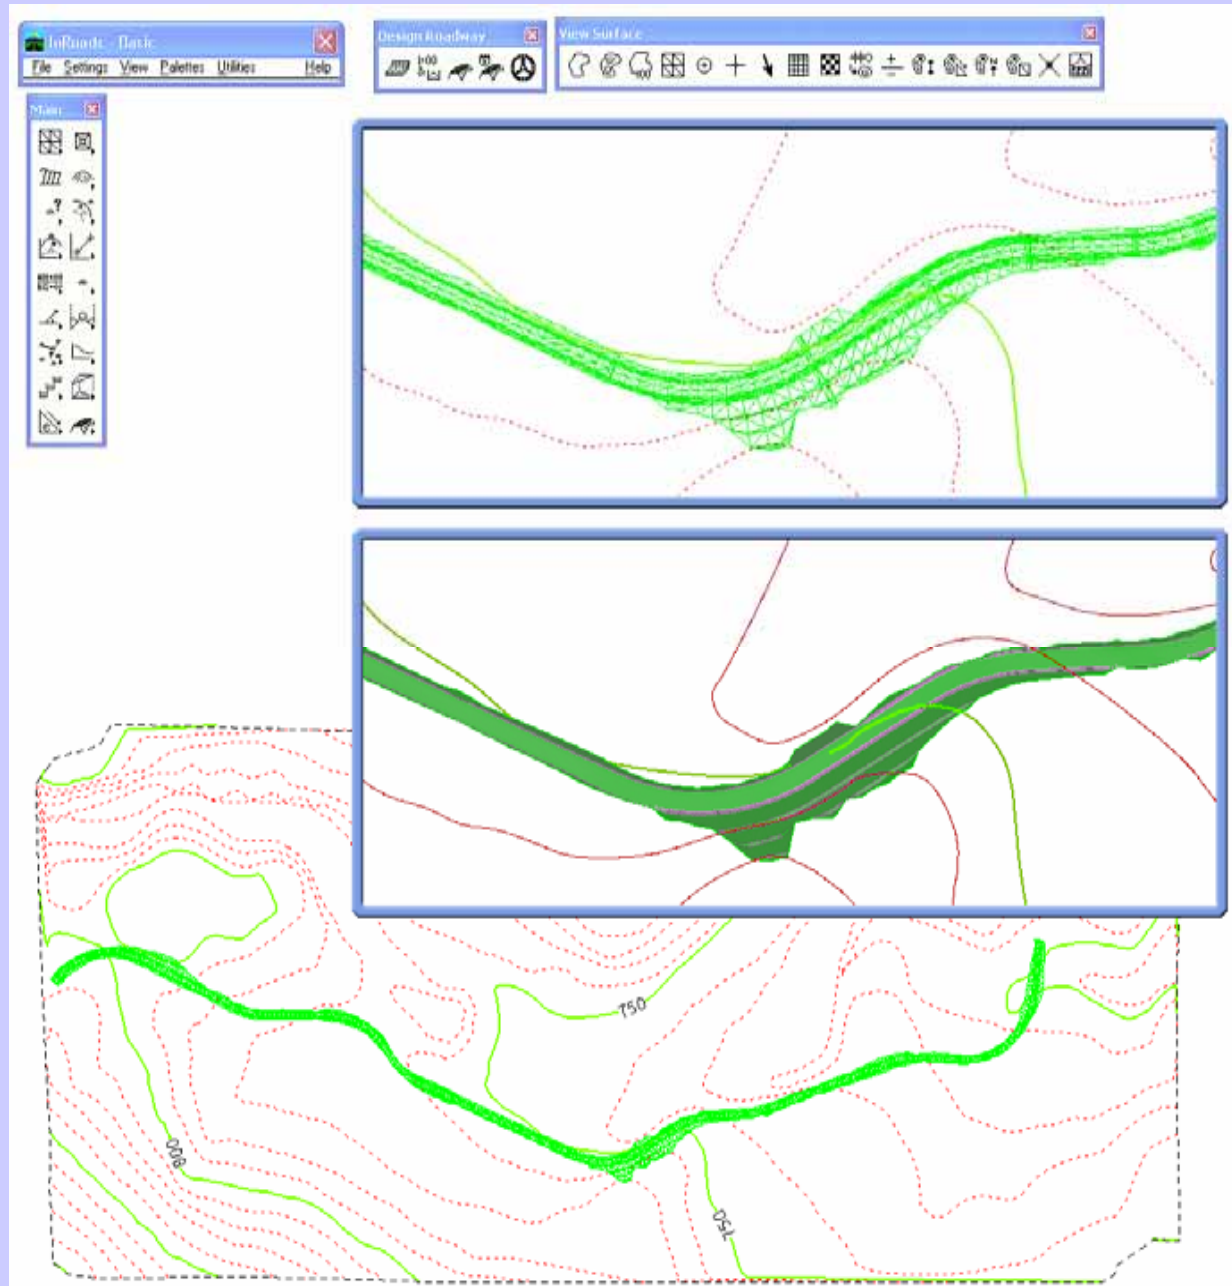 InRoads - Basic
File Settings View Palettes Utilities Help
Design Roadway
View Surface
Main
750
800
750